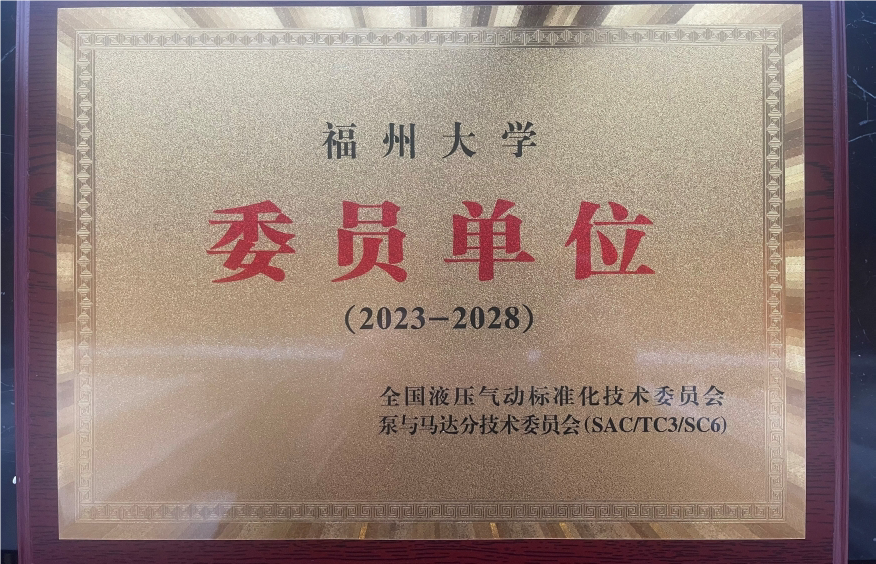 福州大学
委员单位
（2023-2028）
全国液压气动标准化技术委员会
泵与马达分技术委员会(SAC/TC3/SC6)